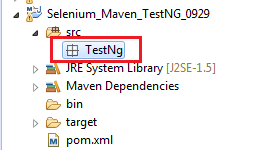 Selenium_Maven_TestNG_0929
src
TestNg
JRE System Library [J2SE-1.5]
Maven Dependencies
bin
target
pom.xml